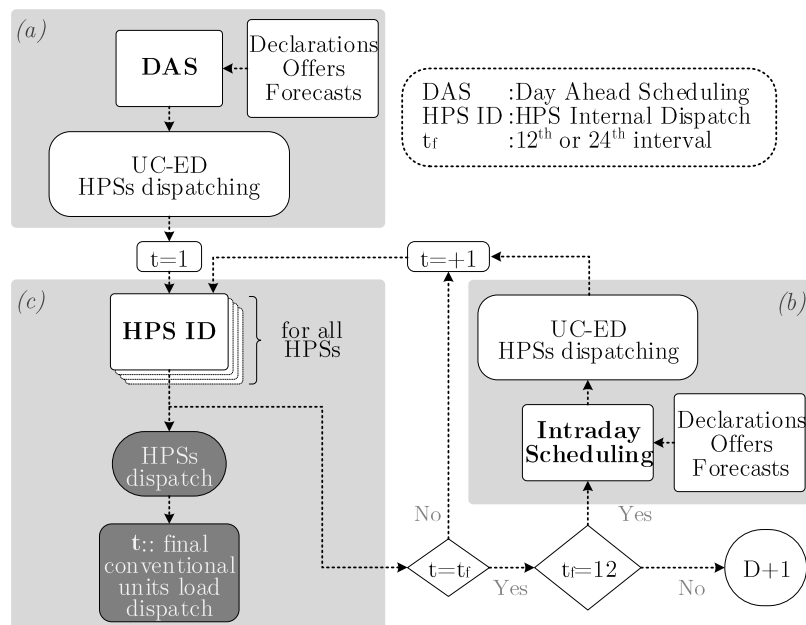 (a)
DAS
Declarations
Offers
Forecasts
UC-ED
HPSs dispatching
DAS :Day Ahead Scheduling
HPS ID :HPS Internal Dispatch
tf :12th or 24th interval
t=1
t=+1
(c)
HPS ID
for all
HPSs
(b)
UC-ED
HPSs dispatching
Intraday
Scheduling
Declarations
Offers
Forecasts
HPSs
dispatch
t:: final
conventional
units load
dispatch
No
Yes
t=tf
Yes
tf=12
No
D+1